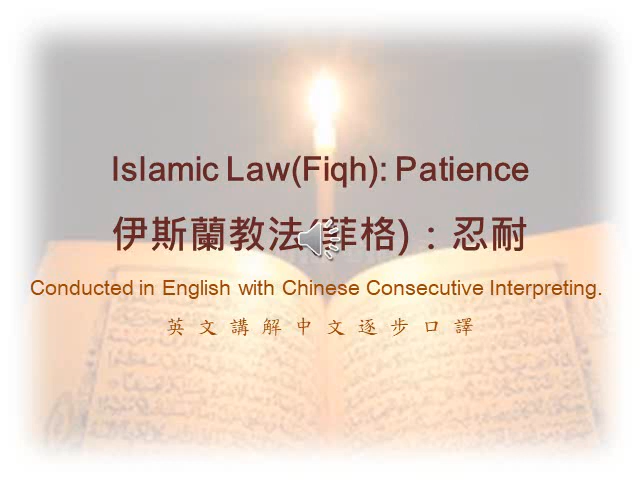 Islamic Law(Fiqh): Patience
伊斯蘭教法(菲格)：忍耐
Conducted in English with Chinese Consecutive Interpreting.
英文講解中文逐步口譯